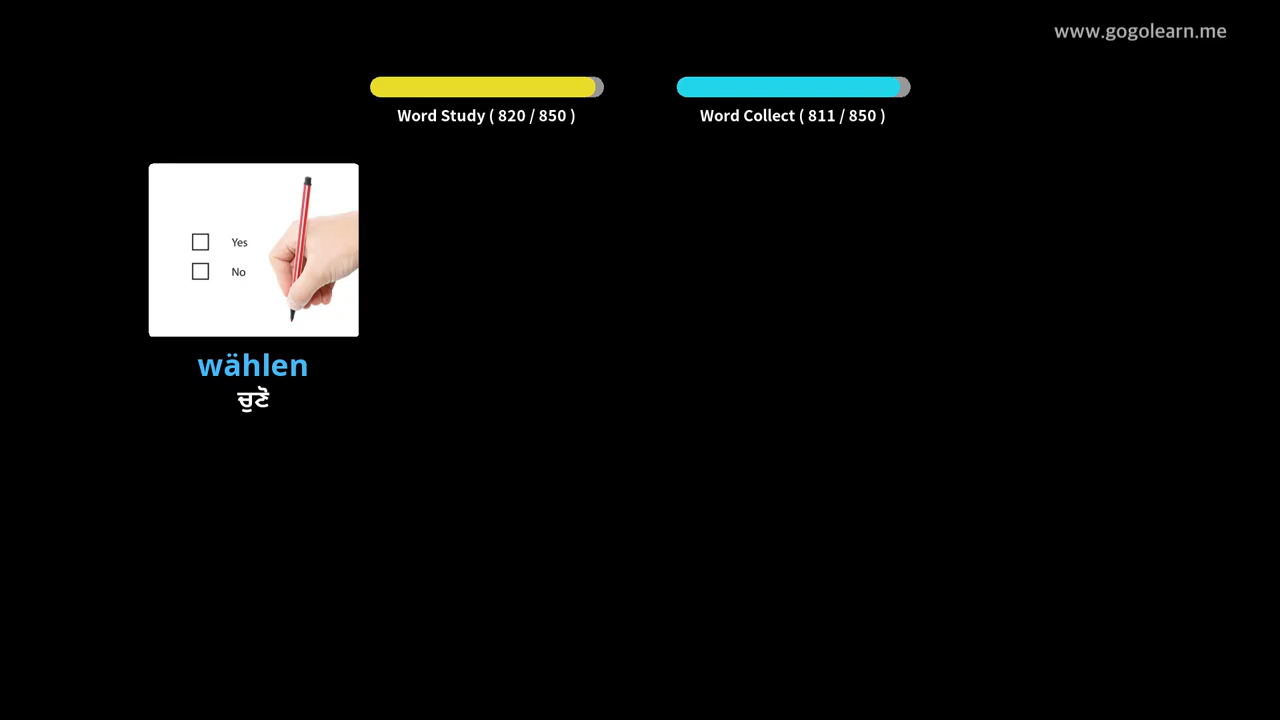 www.gogolearn.me
Word Study ( 820 / 850 )
Word Collect ( 811 / 850 )
Yes
No
wählen
ਚੁਣੋ